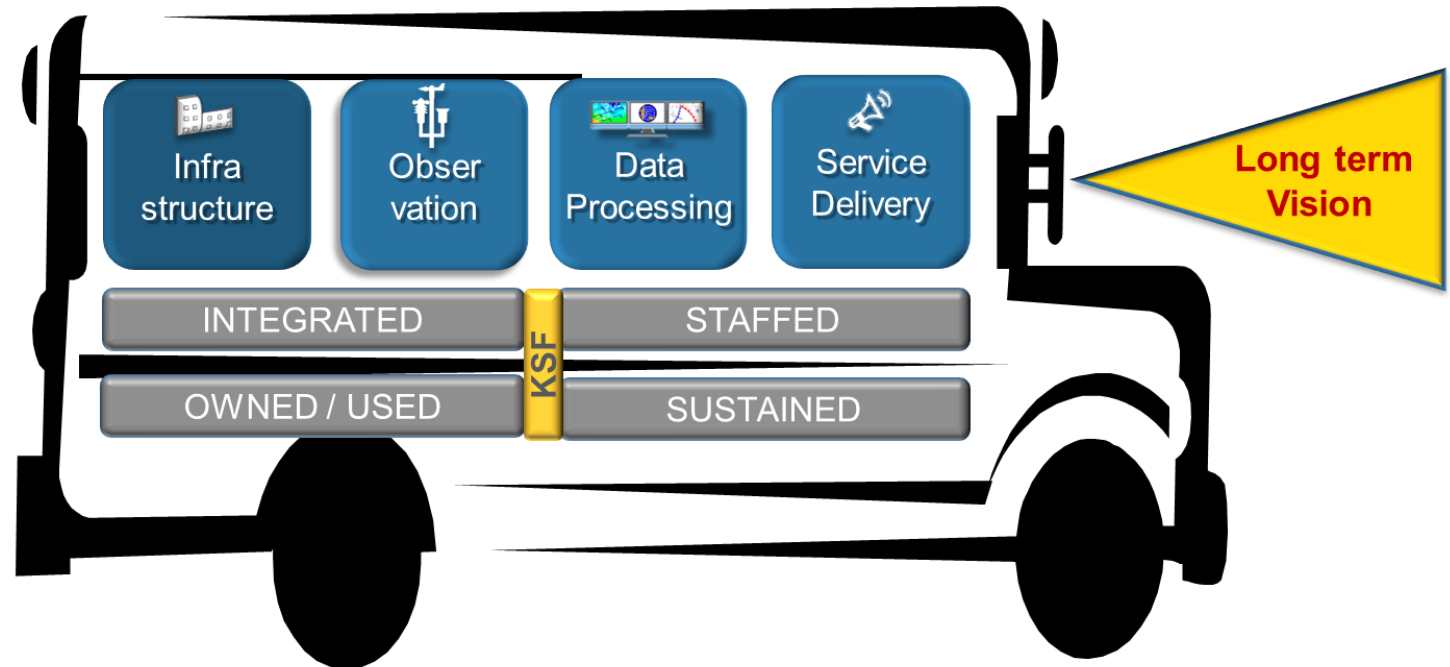 Infra
structure
Obser
vation
Data
Processing
Service
Delivery
Long term
Vision
INTEGRATED
STAFFED
KSF
OWNED / USED
SUSTAINED